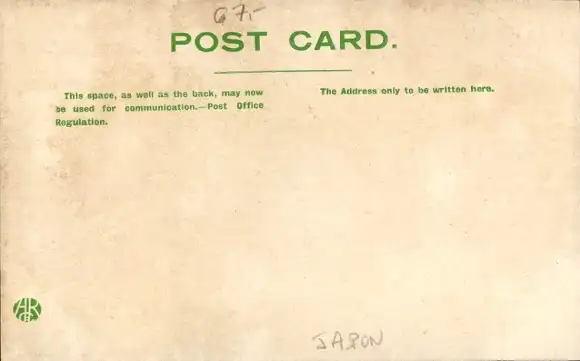 67.-
POST CARD.
This space, as well as the back, may now
be used for communication.—Post Office
Regulation.
The Address only to be written here.
JAPON